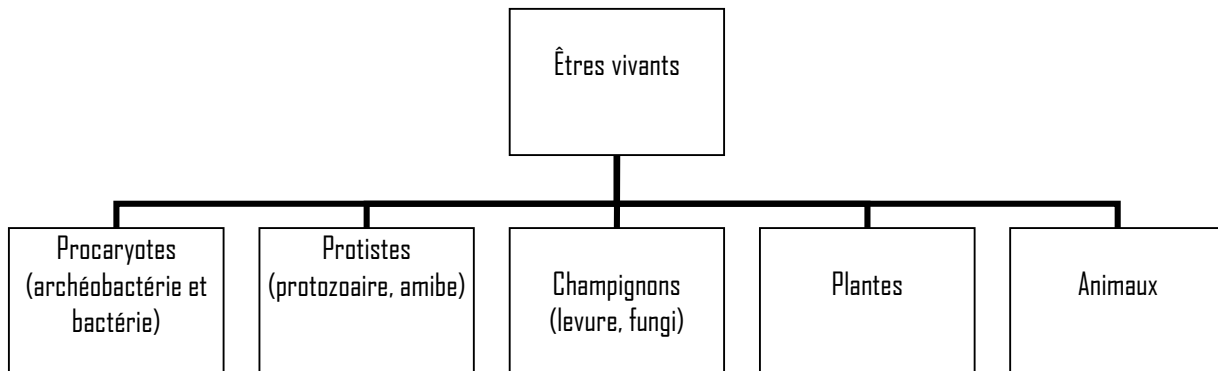 Êtres vivants
Procaryotes
(archéobactérie et
bactérie)
Protistes
(protozoaire, amibe)
Champignons
(levure, fungi)
Plantes
Animaux